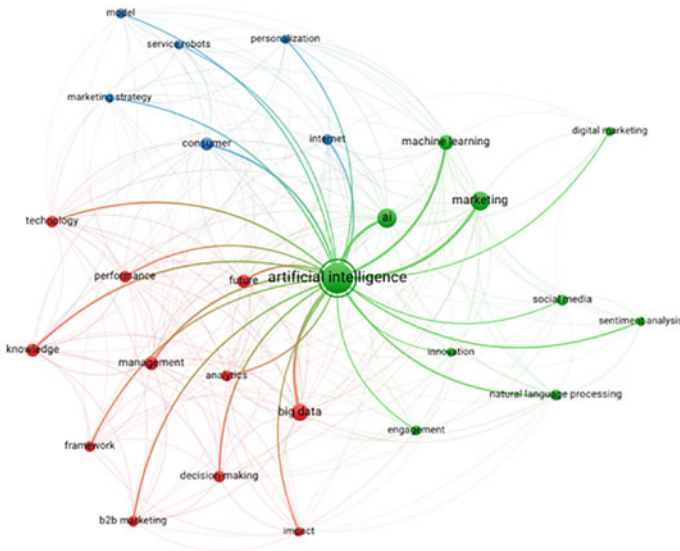 model
service robots
personalization
marketing strategy
consumer
internet
machine learning
digital marketing
marketing
ai
technology
performance
future
artificial intelligence
social media
sentiment analysis
knowledge
management
analytics
innovation
natural language processing
big data
engagement
framework
decision-making
b2b marketing
impact